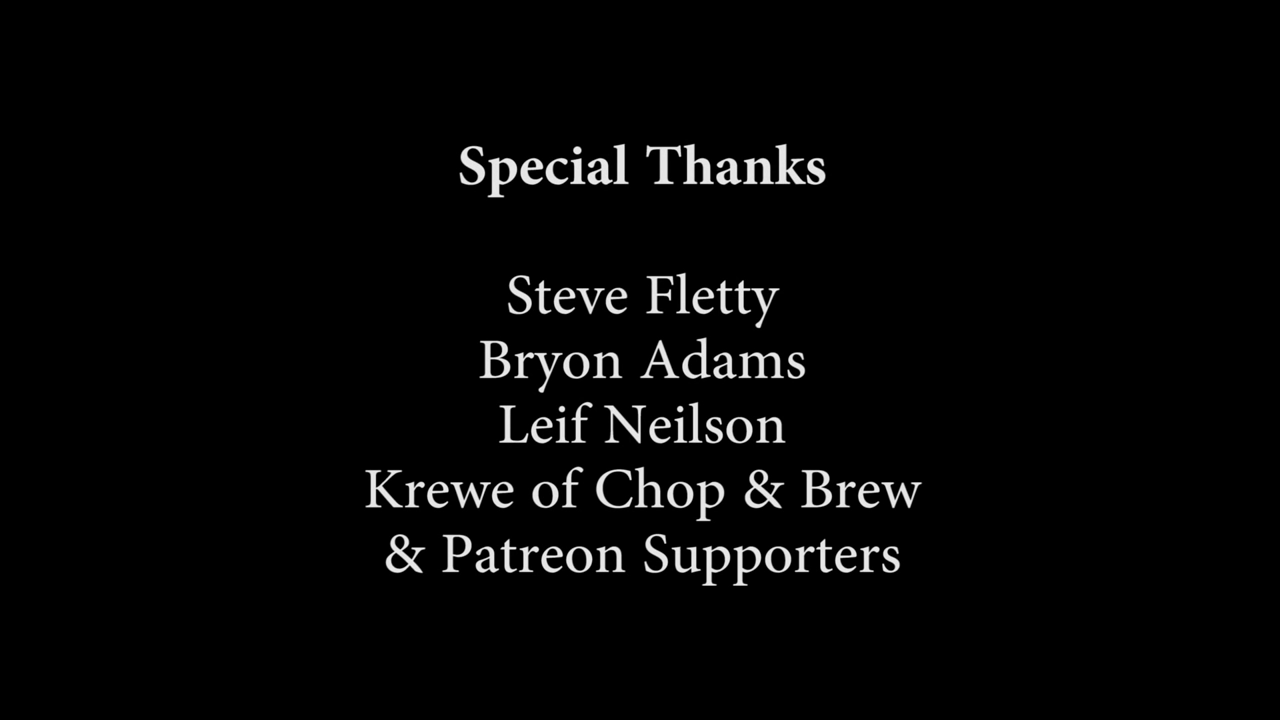 Special Thanks
Steve Fletty
Bryon Adams
Leif Neilson
Krewe of Chop & Brew
& Patreon Supporters